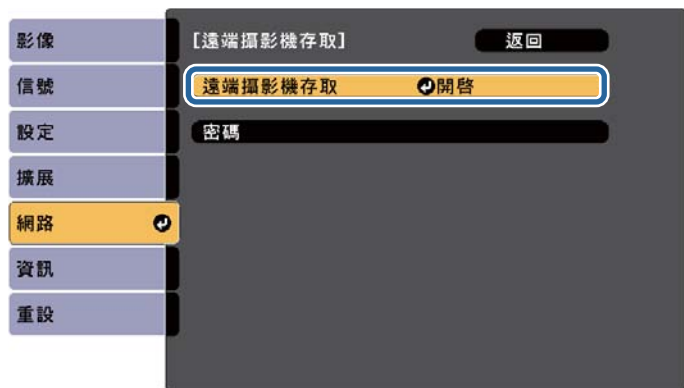 影像
信號
設定
擴展
網路
資訊
重設
[遠端攝影機存取]
返回
遠端攝影機存取 開啓
密碼